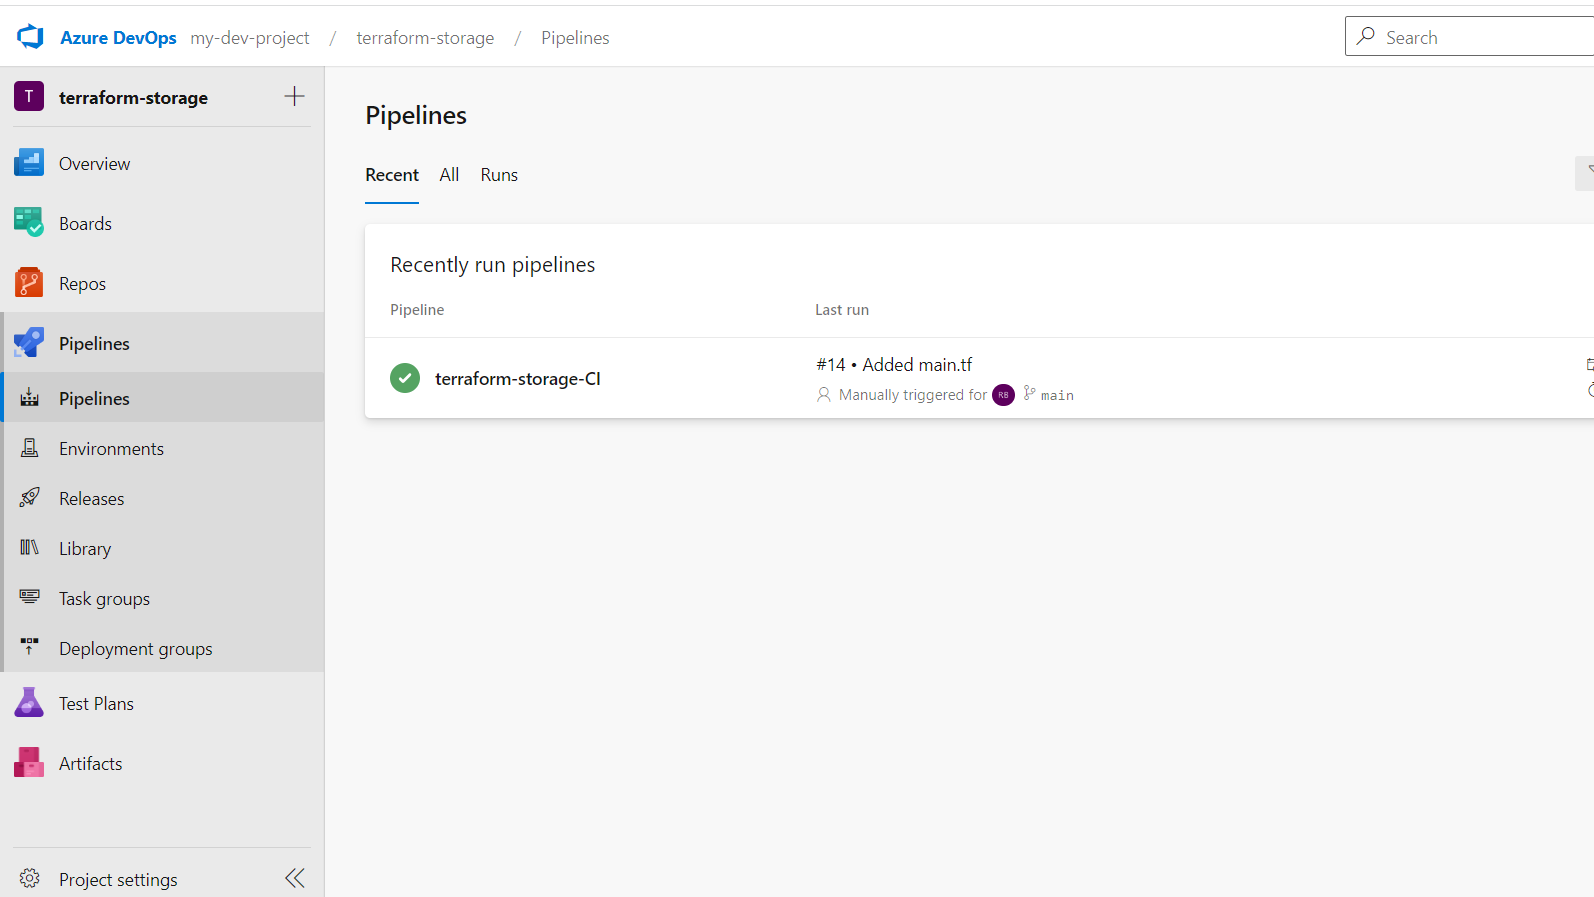 Azure DevOps my-dev-project / terraform-storage / Pipelines
Search
T terraform-storage
Overview
Boards
Repos
Pipelines
Pipelines
Environments
Releases
Library
Task groups
Deployment groups
Test Plans
Artifacts
Project settings
Pipelines
Recent All Runs
Recently run pipelines
Pipeline Last run
terraform-storage-CI
#14 • Added main.tf
Manually triggered for RB main